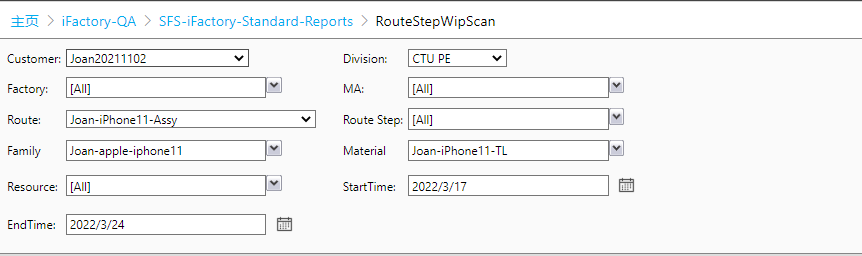 主页 > iFactory-QA > SFS-iFactory-Standard-Reports > RouteStepWipScan
Customer: Joan20211102 Division: CTU PE
Factory: [All] MA: [All]
Route: Joan-iPhone11-Assy Route Step: [All]
Family Joan-apple-iphone11 Material Joan-iPhone11-TL
Resource: [All] StartTime: 2022/3/17
EndTime: 2022/3/24